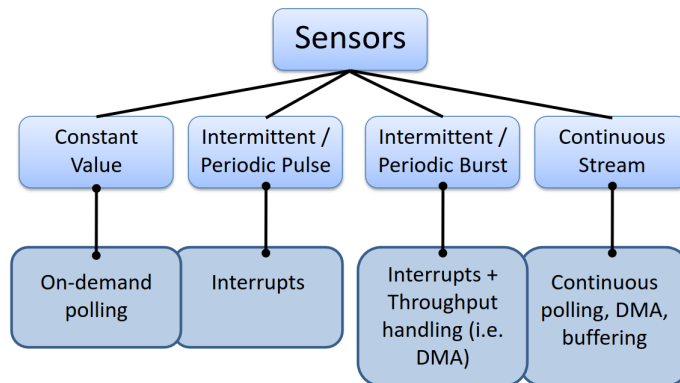 Sensors
Constant
Value
Intermittent /
Periodic Pulse
Intermittent /
Periodic Burst
Continuous
Stream
On-demand
polling
Interrupts
Interrupts +
Throughput
handling (i.e.
DMA)
Continuous
polling, DMA,
buffering